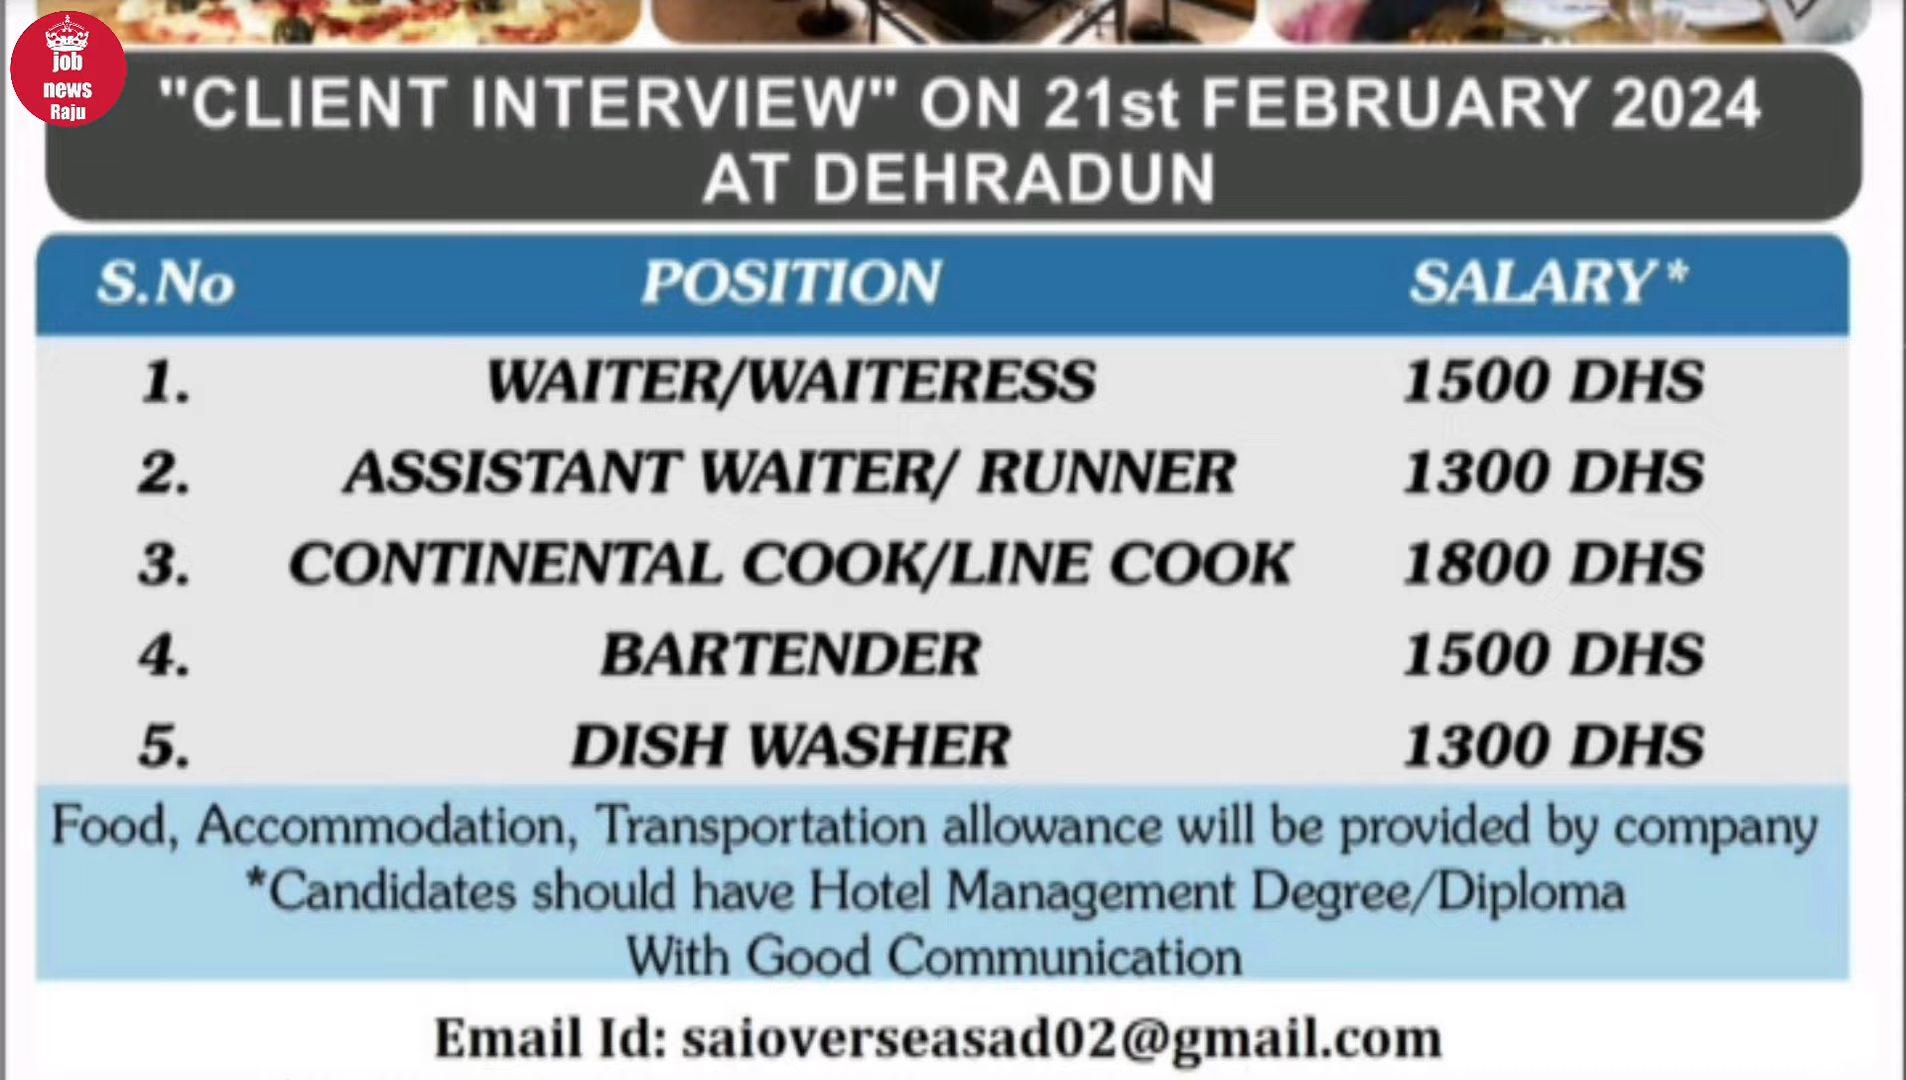 job
news
Raju
"CLIENT INTERVIEW" ON 21st FEBRUARY 2024
AT DEHRADUN
S.No POSITION SALARY*
1. WAITER/WAITERESS 1500 DHS
2. ASSISTANT WAITER/ RUNNER 1300 DHS
3. CONTINENTAL COOK/LINE COOK 1800 DHS
4. BARTENDER 1500 DHS
5. DISH WASHER 1300 DHS
Food, Accommodation, Transportation allowance will be provided by company
*Candidates should have Hotel Management Degree/Diploma
With Good Communication
Email Id: saioverseasad02@gmail.com